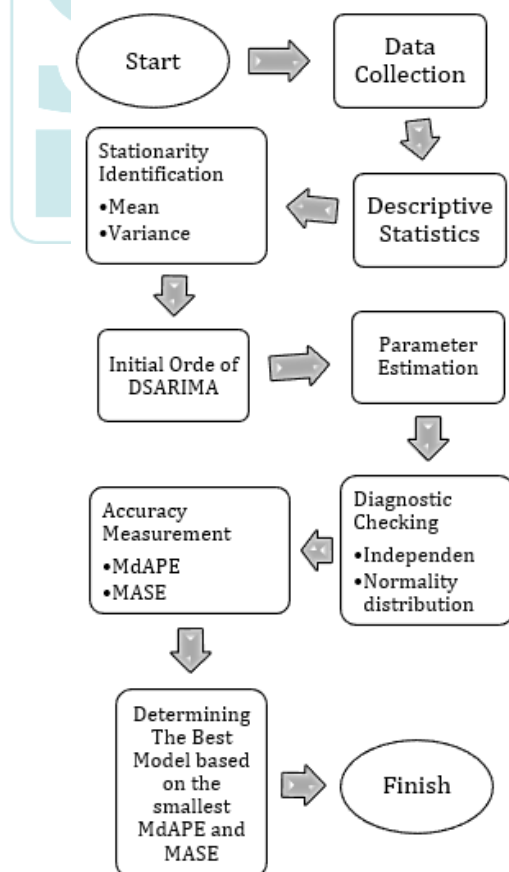 Start
Data
Collection
Descriptive
Statistics
Stationarity
Identification
•Mean
•Variance
Initial Orde of
DSARIMA
Parameter
Estimation
Diagnostic
Checking
•Independen
•Normality
distribution
Accuracy
Measurement
•MdAPE
•MASE
Determining
The Best
Model based
on the
smallest
MdAPE and
MASE
Finish